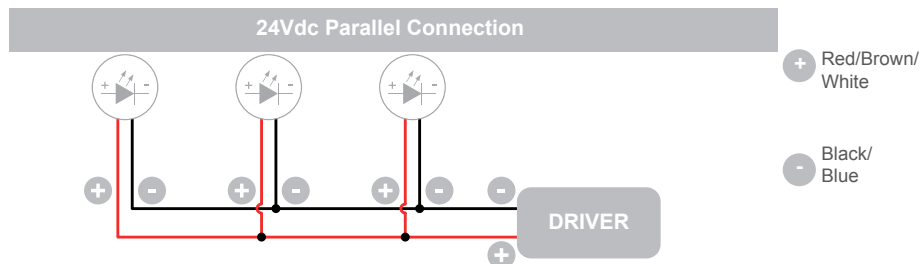 24Vdc Parallel Connection
+ - + - + -
+ Red/Brown/
White
- Black/
Blue
+ - + - + - -
DRIVER
+